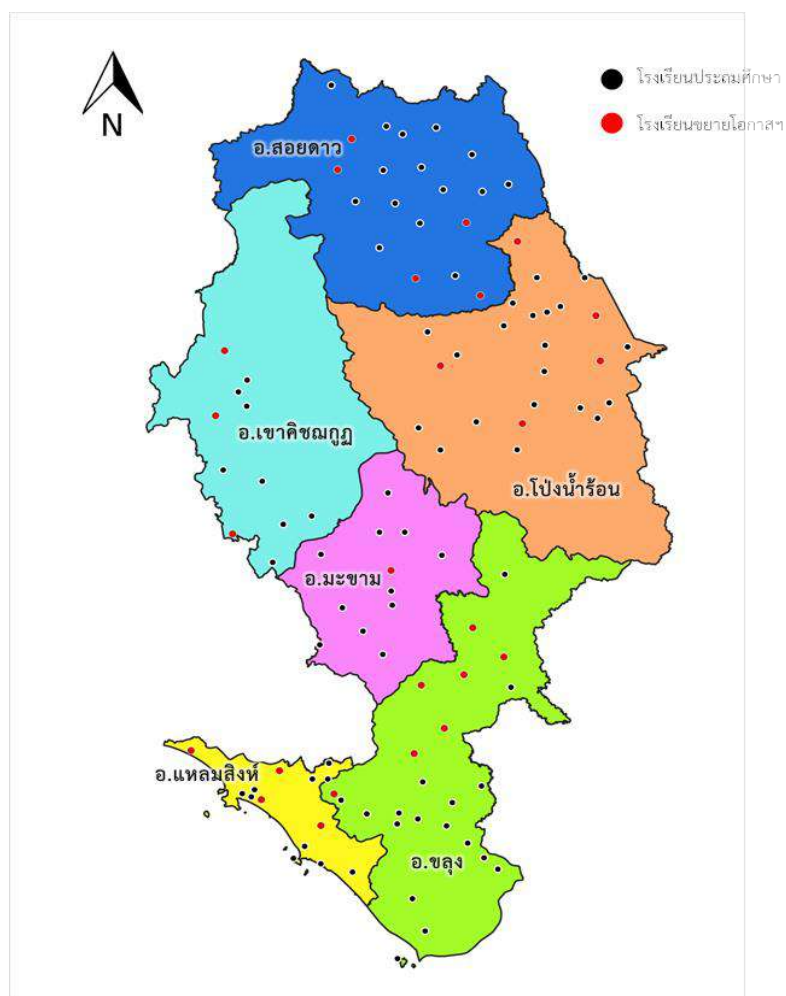 โรงเรียนประถมศึกษา
N
โรงเรียนขยายโอกาสฯ
อ.สอยดาว
อ.เขาคิชฌกูฏ
อ.โป่งน้ำร้อน
อ.มะขาม
อ.แหลมสิงห์
อ.ขลุง